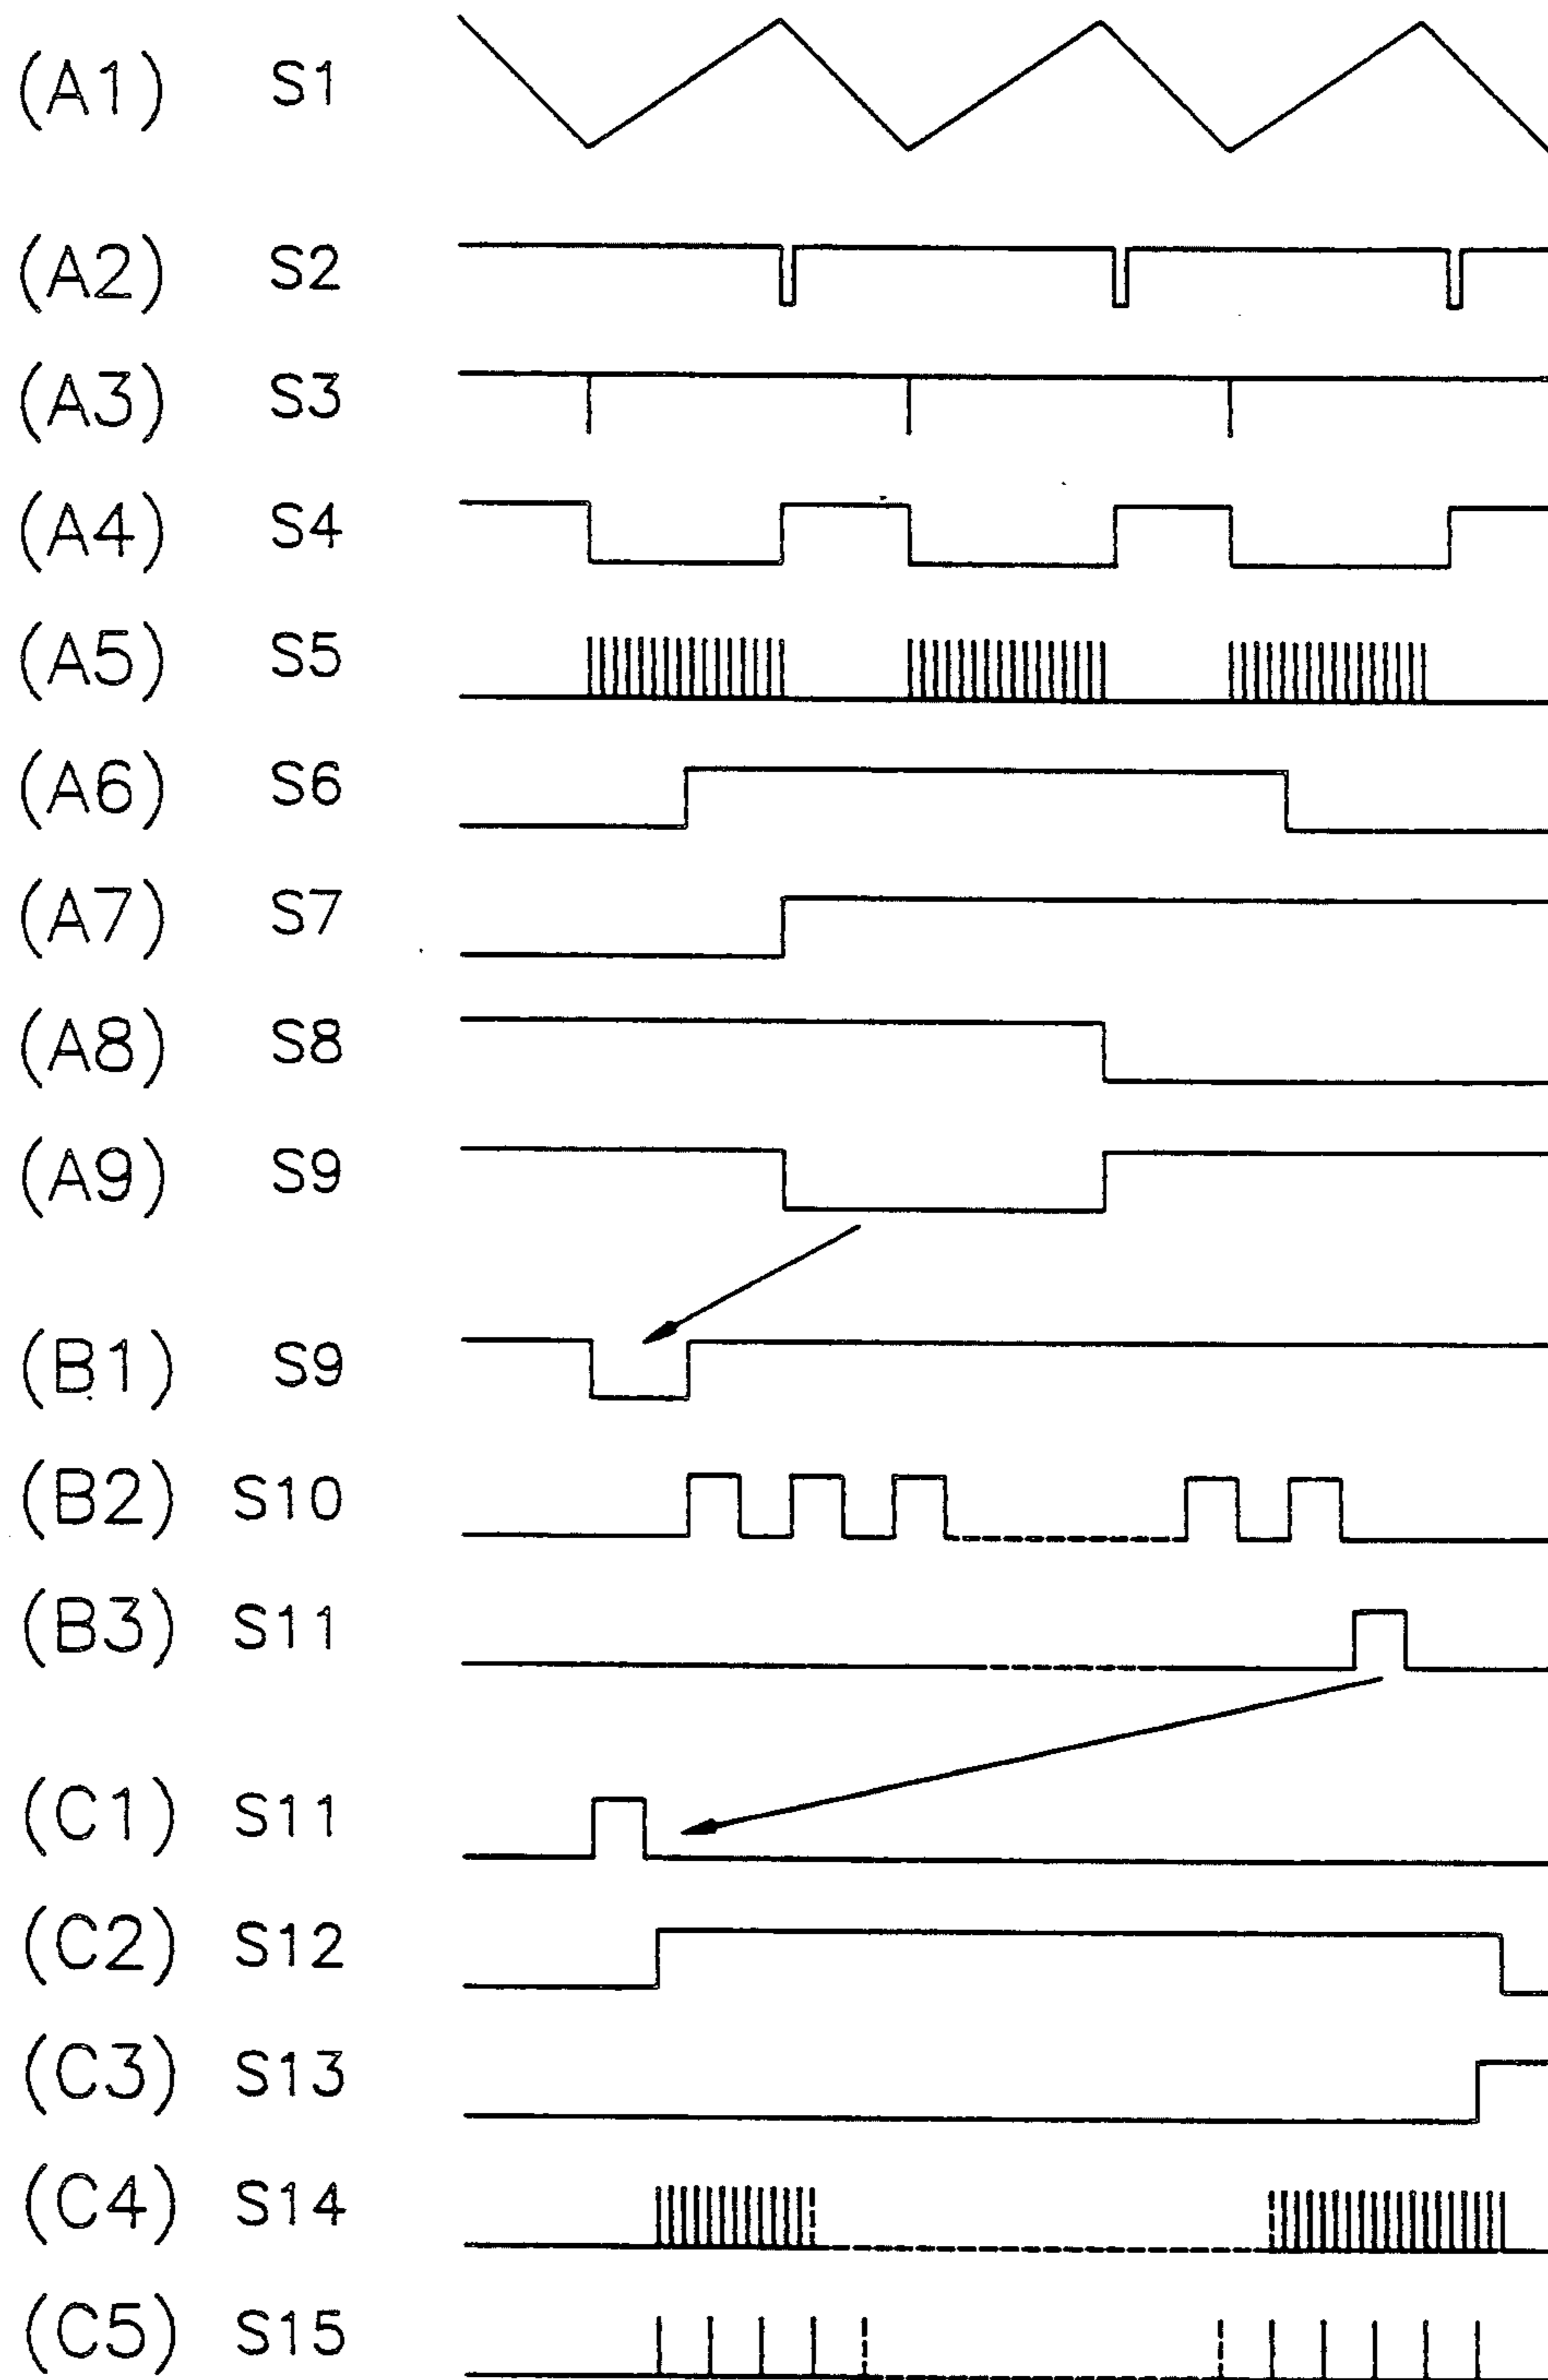 (A1) S1
(A2) S2
(A3) S3
(A4) S4
(A5) S5
(A6) S6
(A7) S7
(A8) S8
(A9) S9
(B1) S9
(B2) S10
(B3) S11
(C1) S11
(C2) S12
(C3) S13
(C4) S14
(C5) S15